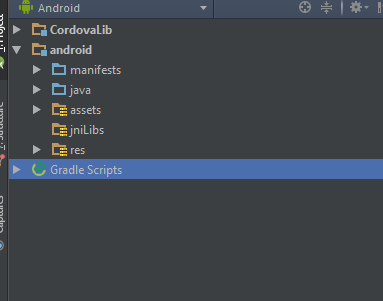 Android
CordovaLib
android
manifests
java
assets
jniLibs
res
Gradle Scripts